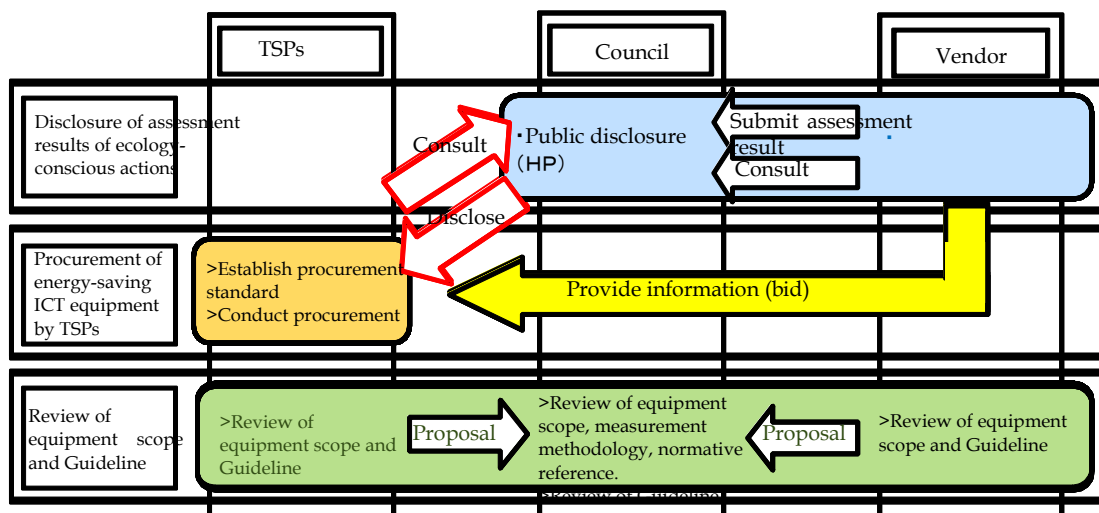 TSPs
Council
Vendor
Disclosure of assessment
results of ecology-
conscious actions
Consult
Disclose
・Public disclosure
（HP）
Submit assessment
result
Consult
Procurement of
energy-saving
ICT equipment
by TSPs
>Establish procurement
standard
>Conduct procurement
Provide information (bid)
Review of
equipment scope
and Guideline
>Review of
equipment scope and
Guideline
Proposal
>Review of equipment
scope, measurement
methodology, normative
reference.
>Review of Guideline
Proposal
>Review of equipment
scope and Guideline